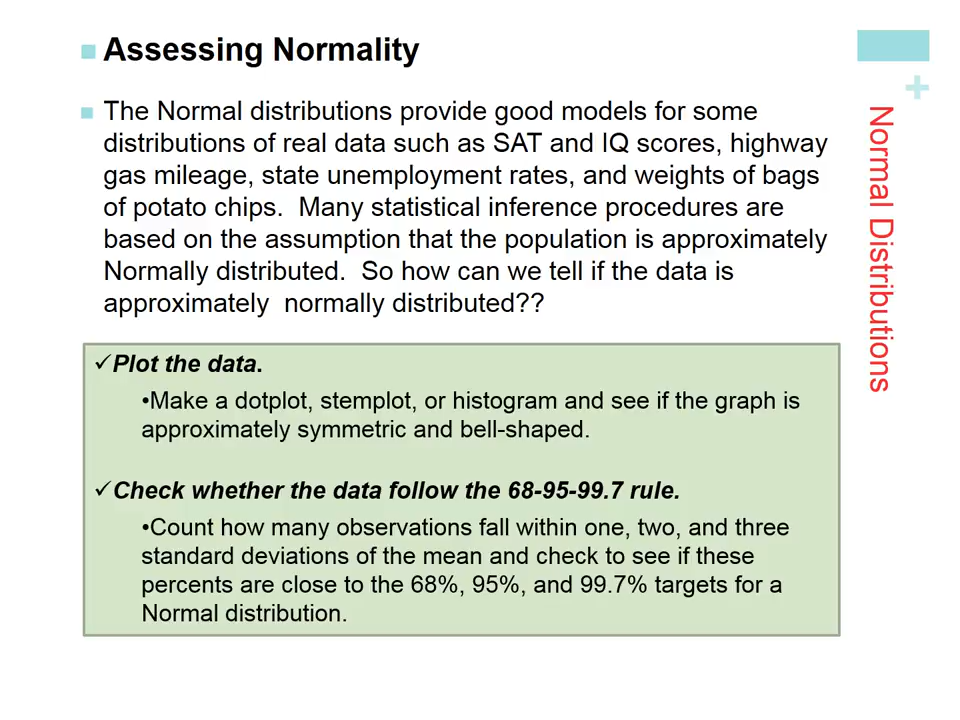 Assessing Normality
The Normal distributions provide good models for some
distributions of real data such as SAT and IQ scores, highway
gas mileage, state unemployment rates, and weights of bags
of potato chips.  Many statistical inference procedures are
based on the assumption that the population is approximately
Normally distributed.  So how can we tell if the data is
approximately  normally distributed??
✓Plot the data.
•Make a dotplot, stemplot, or histogram and see if the graph is
approximately symmetric and bell-shaped.
✓Check whether the data follow the 68-95-99.7 rule.
•Count how many observations fall within one, two, and three
standard deviations of the mean and check to see if these
percents are close to the 68%, 95%, and 99.7% targets for a
Normal distribution.
+
Normal Distributions